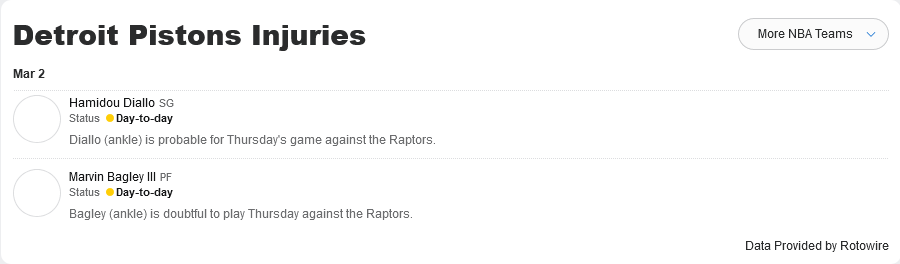 Detroit Pistons Injuries
More NBA Teams
Mar 2
Hamidou Diallo SG
Status Day-to-day
Diallo (ankle) is probable for Thursday's game against the Raptors.
Marvin Bagley III PF
Status Day-to-day
Bagley (ankle) is doubtful to play Thursday against the Raptors.
Data Provided by Rotowire